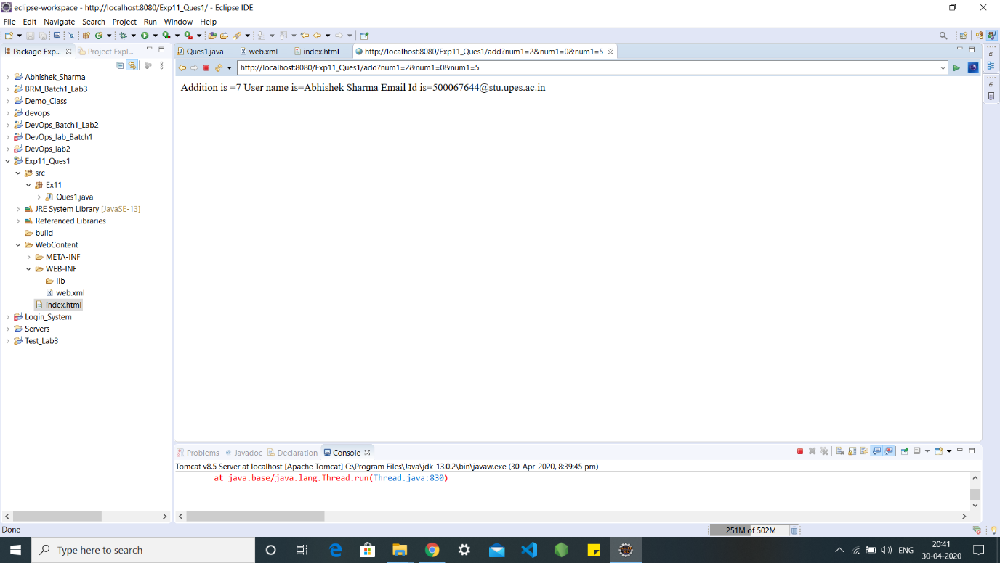 eclipse-workspace - http://localhost:8080/Exp11_Ques1/ - Eclipse IDE
File Edit Navigate Search Project Run Window Help
Package Exp... Project Expl...
Abhishek_Sharma
BRM_Batch1_Lab3
Demo_Class
devops
DevOps_Batch1_Lab2
DevOps_lab_Batch1
DevOps_lab2
Exp11_Ques1
src
Ex11
Ques1.java
JRE System Library [JavaSE-13]
Referenced Libraries
build
WebContent
META-INF
WEB-INF
lib
web.xml
index.html
Login_System
Servers
Test_Lab3
Ques1.java web.xml index.html http://localhost:8080/Exp11_Ques1/add?num1=2&num1=0&num1=5
http://localhost:8080/Exp11_Ques1/add?num1=2&num1=0&num1=5
Addition is =7 User name is=Abhishek Sharma Email Id is=500067644@stu.upes.ac.in
Problems Javadoc Declaration Console
Tomcat v8.5 Server at localhost [Apache Tomcat] C:\Program Files\Java\jdk-13.0.2\bin\javaw.exe (30-Apr-2020, 8:39:45 pm)
at java.base/java.lang.Thread.run(Thread.java:830)
Done
251M of 502M
Type here to search
ENG
20:41
30-04-2020